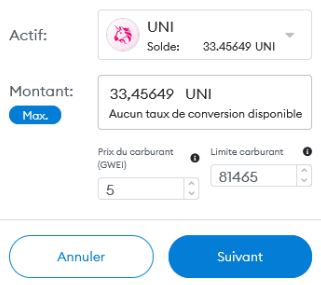 Actif:
UNI
Solde: 33.45649 UNI
Montant:
Max.
33,45649 UNI
Aucun taux de conversion disponible
Prix du carburant
(GWEI)
Limite carburant
5
81465
Annuler
Suivant